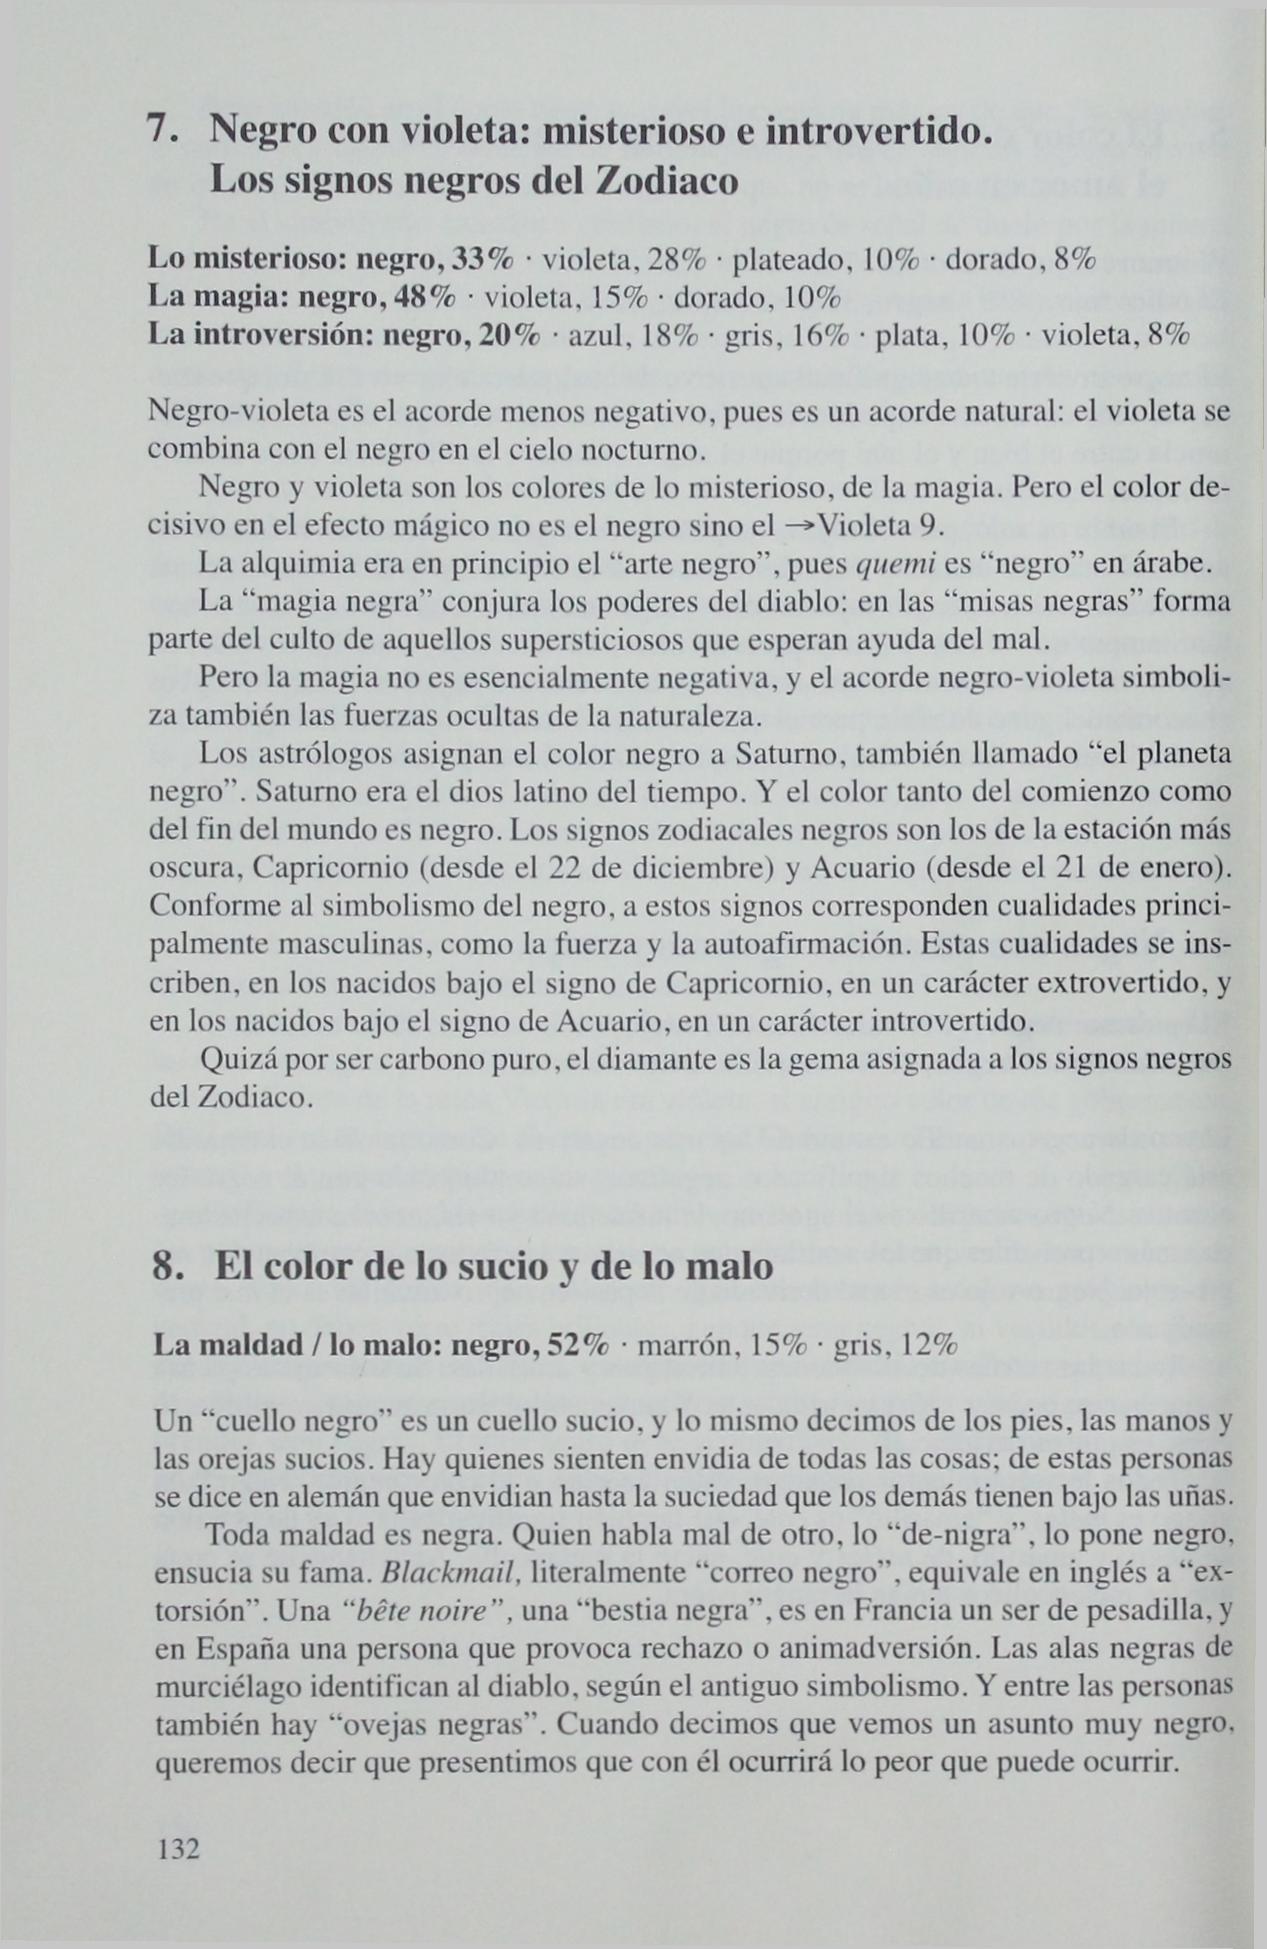 7. Negro con violeta: misterioso e introvertido.
Los signos negros del Zodiaco
Lo misterioso: negro, 33% · violeta, 28% · plateado, 10% · dorado, 8%
La magia: negro, 48% · violeta, 15% · dorado, 10%
La introversión: negro, 20% · azul, 18% · gris, 16% · plata, 10% · violeta, 8%
Negro-violeta es el acorde menos negativo, pues es un acorde natural: el violeta se
combina con el negro en el cielo nocturno.
Negro y violeta son los colores de lo misterioso, de la magia. Pero el color de-
cisivo en el efecto mágico no es el negro sino el →Violeta 9.
La alquimia era en principio el “arte negro”, pues quemi es “negro” en árabe.
La “magia negra” conjura los poderes del diablo: en las “misas negras” forma
parte del culto de aquellos supersticiosos que esperan ayuda del mal.
Pero la magia no es esencialmente negativa, y el acorde negro-violeta simboli-
za también las fuerzas ocultas de la naturaleza.
Los astrólogos asignan el color negro a Saturno, también llamado “el planeta
negro”. Saturno era el dios latino del tiempo. Y el color tanto del comienzo como
del fin del mundo es negro. Los signos zodiacales negros son los de la estación más
oscura, Capricornio (desde el 22 de diciembre) y Acuario (desde el 21 de enero).
Conforme al simbolismo del negro, a estos signos corresponden cualidades princi-
palmente masculinas, como la fuerza y la autoafirmación. Estas cualidades se ins-
criben, en los nacidos bajo el signo de Capricornio, en un carácter extrovertido, y
en los nacidos bajo el signo de Acuario, en un carácter introvertido.
Quizá por ser carbono puro, el diamante es la gema asignada a los signos negros
del Zodiaco.
8. El color de lo sucio y de lo malo
La maldad / lo malo: negro, 52% · marrón, 15% · gris, 12%
Un “cuello negro” es un cuello sucio, y lo mismo decimos de los pies, las manos y
las orejas sucios. Hay quienes sienten envidia de todas las cosas; de estas personas
se dice en alemán que envidian hasta la suciedad que los demás tienen bajo las uñas.
Toda maldad es negra. Quien habla mal de otro, lo “de-nigra”, lo pone negro,
ensucia su fama. Blackmail, literalmente “correo negro”, equivale en inglés a “ex-
torsión”. Una “bête noire”, una “bestia negra”, es en Francia un ser de pesadilla, y
en España una persona que provoca rechazo o animadversión. Las alas negras de
murciélago identifican al diablo, según el antiguo simbolismo. Y entre las personas
también hay “ovejas negras”. Cuando decimos que vemos un asunto muy negro,
queremos decir que presentimos que con él ocurrirá lo peor que puede ocurrir.
132